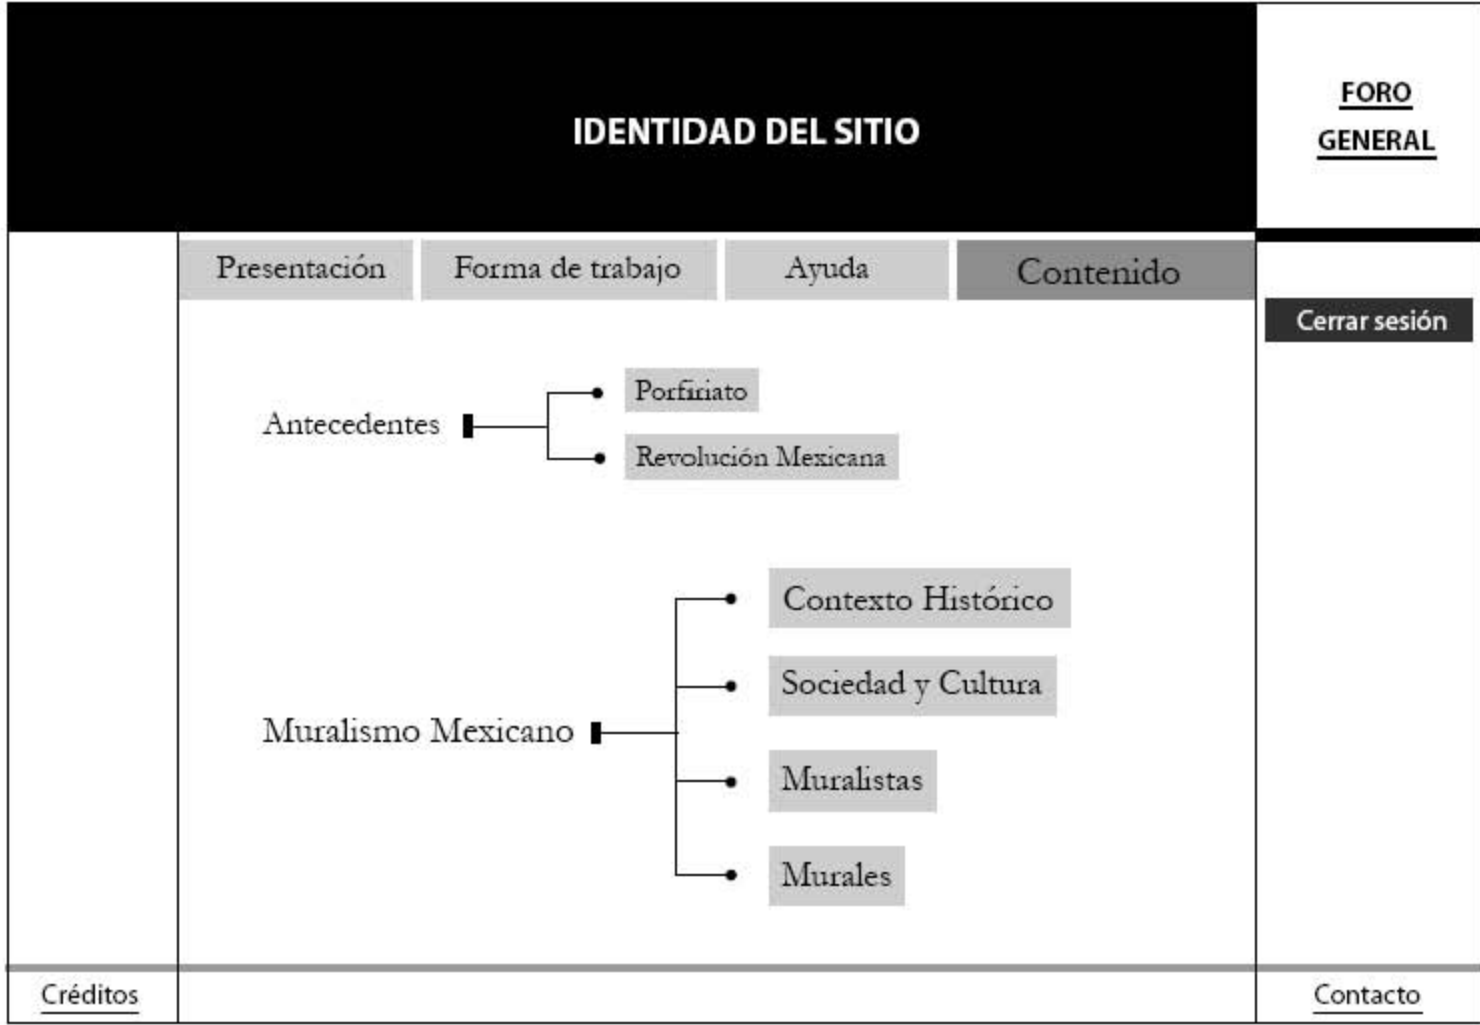 IDENTIDAD DEL SITIO
FORO
GENERAL
Presentación
Forma de trabajo
Ayuda
Contenido
Cerrar sesión
Antecedentes
Porfiriato
Revolución Mexicana
Muralismo Mexicano
Contexto Histórico
Sociedad y Cultura
Muralistas
Murales
Créditos
Contacto